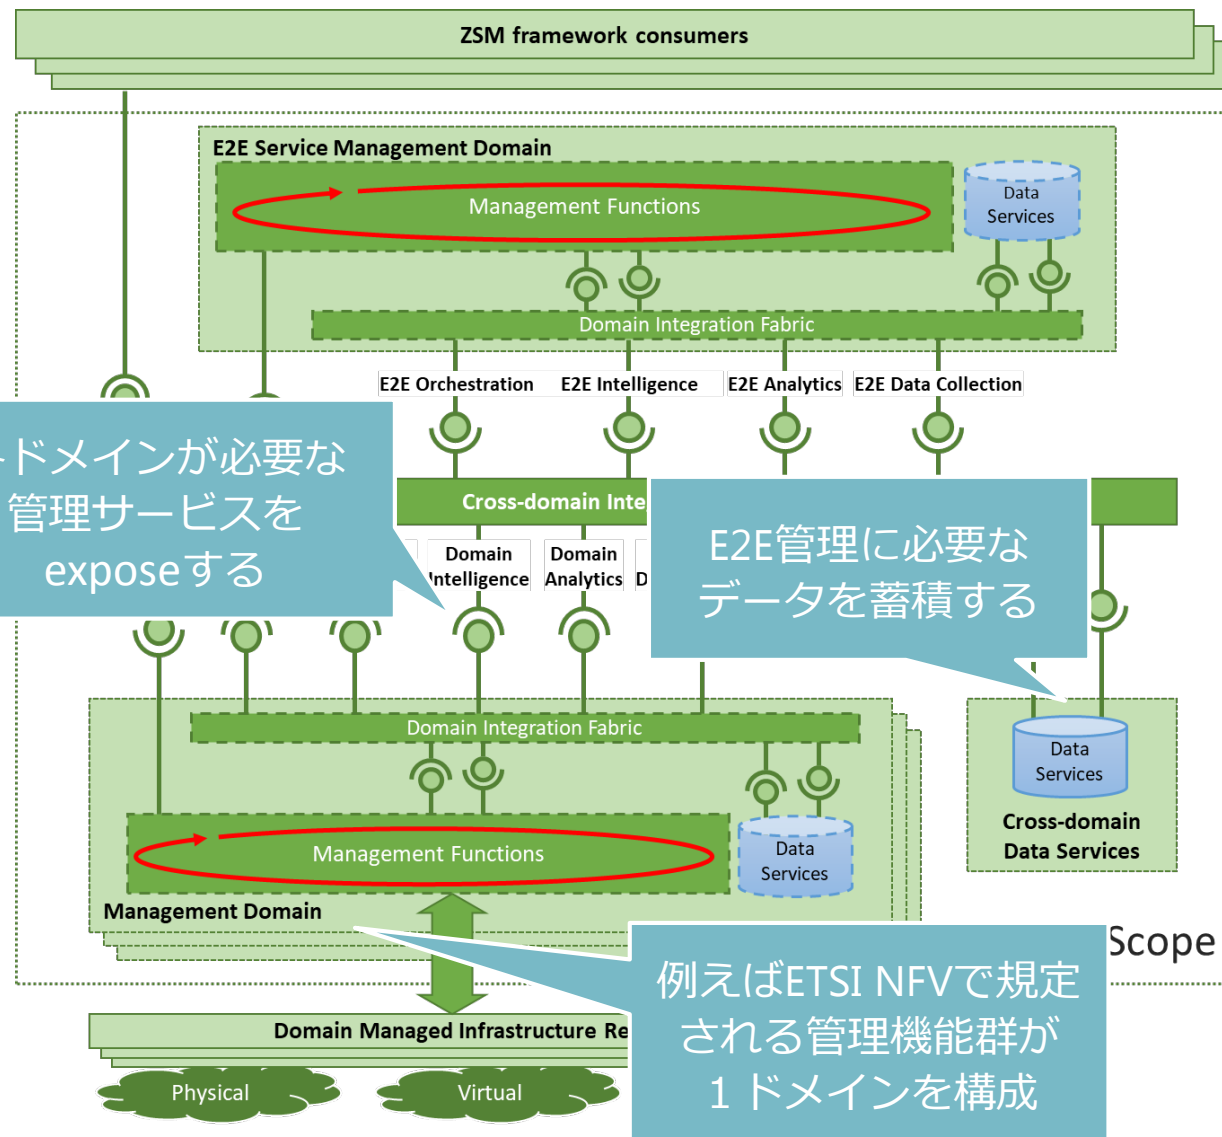 ZSM framework consumers
E2E Service Management Domain
Management Functions
Data
Services
Domain Integration Fabric
E2E Orchestration
E2E Intelligence
E2E Analytics
E2E Data Collection
ドメインが必要な
管理サービスを
exposeする
Cross-domain
E2E管理に必要な
データを蓄積する
Domain
Intelligence
Domain
Analytics
Domain Integration Fabric
Management Functions
Data
Services
Management Domain
Data
Services
Cross-domain
Data Services
Scope
例えばETSI NFVで規定
される管理機能群が
1ドメインを構成
Domain Managed Infrastructure
Physical
Virtual